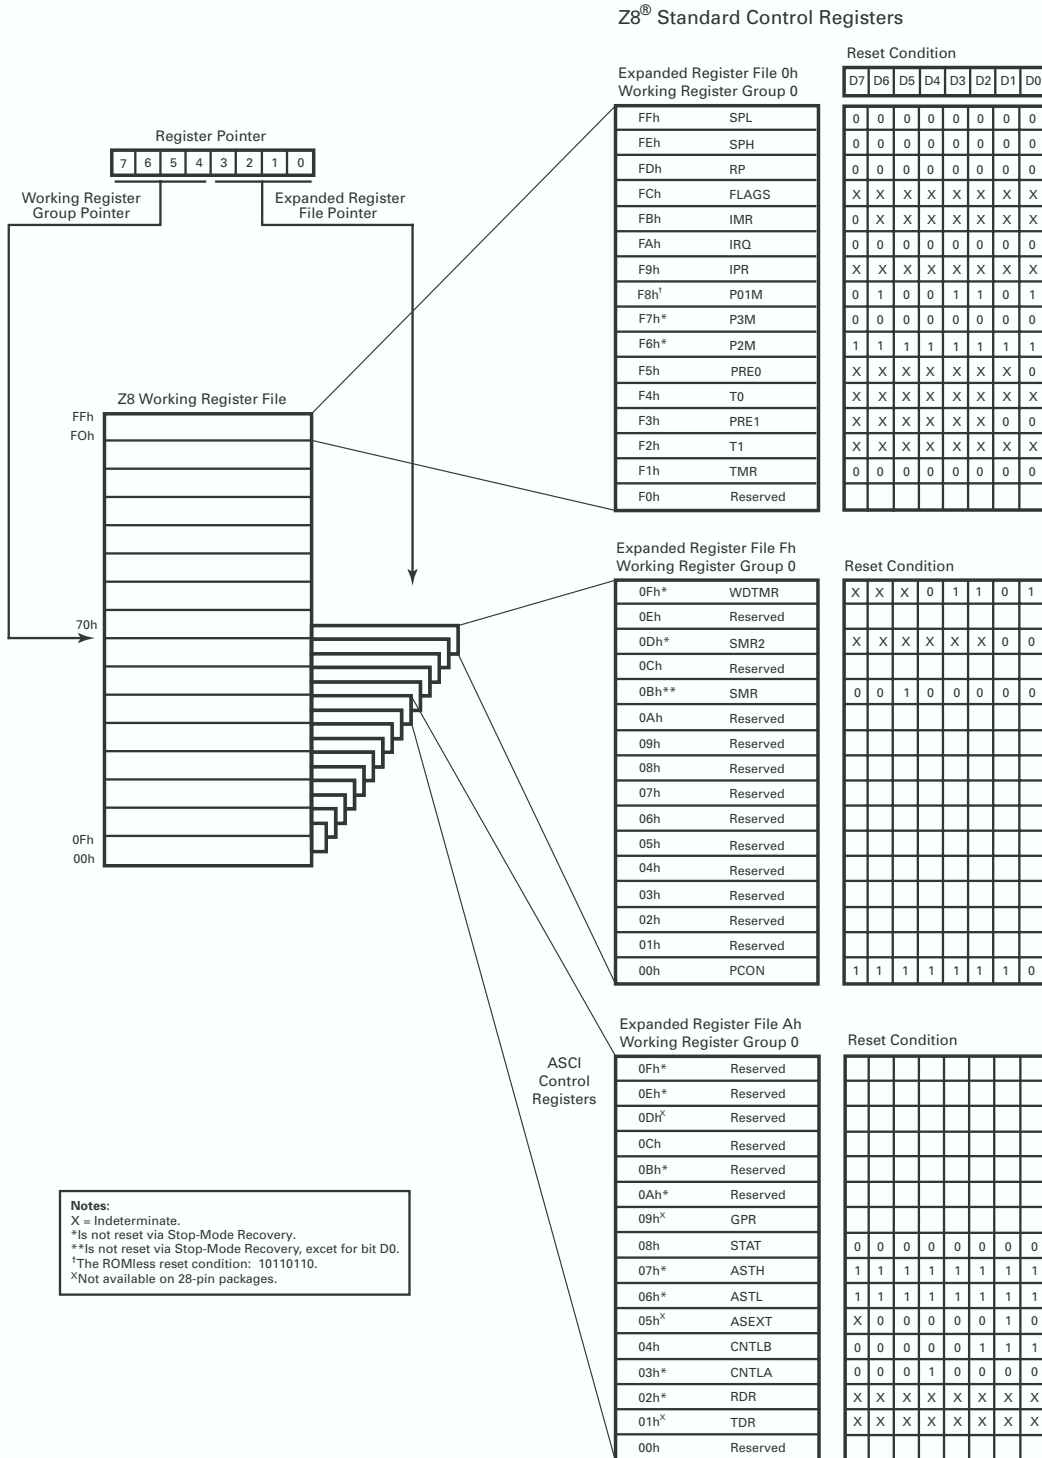 Z8® Standard Control Registers
Reset Condition
Expanded Register File 0h
Working Register Group 0
D7 D6 D5 D4 D3 D2 D1 D0
FFh SPL 0 0 0 0 0 0 0 0
FEh SPH 0 0 0 0 0 0 0 0
FDh RP 0 0 0 0 0 0 0 0
FCh FLAGS X X X X X X X X
FBh IMR 0 X X X X X X X
FAh IRQ 0 0 0 0 0 0 0 0
F9h IPR X X X X X X X X
F8h† P01M 0 1 0 0 1 1 0 1
F7h* P3M 0 0 0 0 0 0 0 0
F6h* P2M 1 1 1 1 1 1 1 1
F5h PRE0 X X X X X X X 0
F4h T0 X X X X X X X X
F3h PRE1 X X X X X X 0 0
F2h T1 X X X X X X X X
F1h TMR 0 0 0 0 0 0 0 0
F0h Reserved
Register Pointer
7 6 5 4 3 2 1 0
Working Register
Group Pointer
Expanded Register
File Pointer
Z8 Working Register File
FFh
FOh
70h
0Fh
00h
Expanded Register File Fh
Working Register Group 0
Reset Condition
0Fh* WDTMR X X X 0 1 1 0 1
0Eh Reserved
0Dh* SMR2 X X X X X X 0 0
0Ch Reserved
0Bh** SMR 0 0 1 0 0 0 0 0
0Ah Reserved
09h Reserved
08h Reserved
07h Reserved
06h Reserved
05h Reserved
04h Reserved
03h Reserved
02h Reserved
01h Reserved
00h PCON 1 1 1 1 1 1 1 0
Expanded Register File Ah
Working Register Group 0
Reset Condition
ASCI
Control
Registers
0Fh* Reserved
0Eh* Reserved
0Dhˣ Reserved
0Ch Reserved
0Bh* Reserved
0Ah* Reserved
09hˣ GPR
08h STAT 0 0 0 0 0 0 0 0
07h* ASTH 1 1 1 1 1 1 1 1
06h* ASTL 1 1 1 1 1 1 1 1
05hˣ ASEXT X 0 0 0 0 0 1 0
04h CNTLB 0 0 0 0 0 1 1 1
03h* CNTLA 0 0 0 1 0 0 0 0
02h* RDR X X X X X X X X
01hˣ TDR X X X X X X X X
00h Reserved
Notes:
X = Indeterminate.
*Is not reset via Stop-Mode Recovery.
**Is not reset via Stop-Mode Recovery, excet for bit D0.
†The ROMless reset condition: 10110110.
ˣNot available on 28-pin packages.